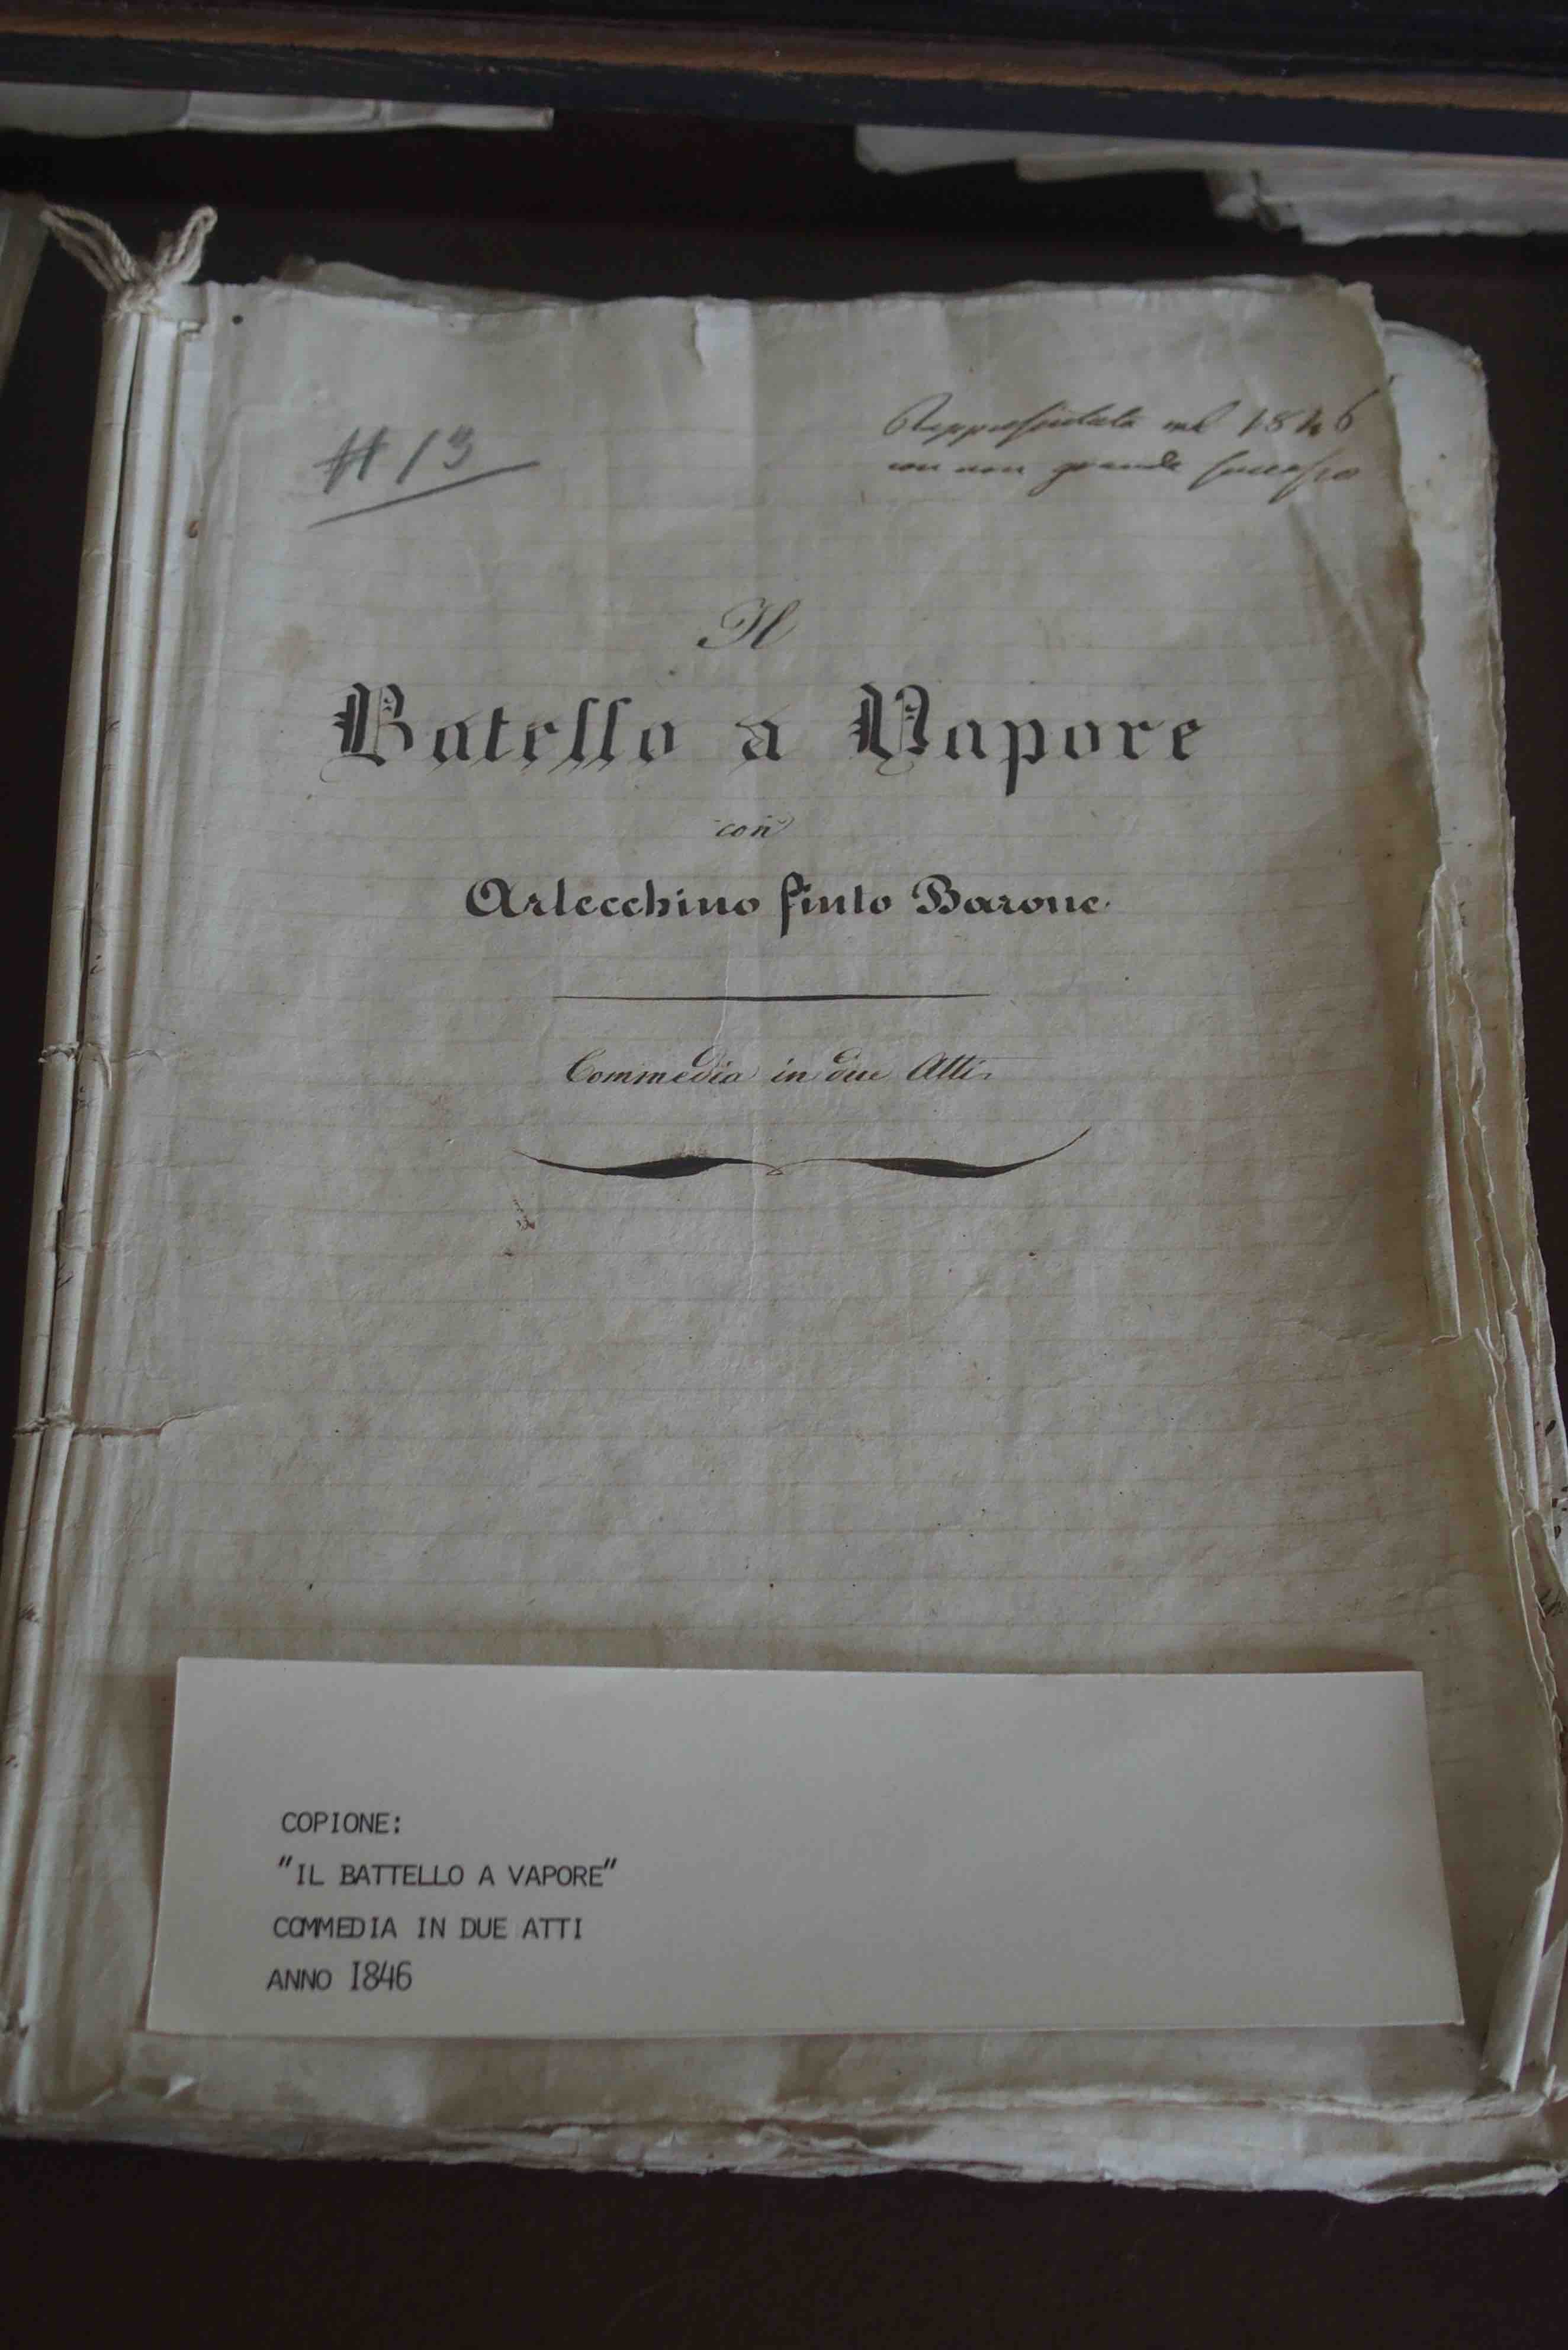 # 13
Rappresentata nel 1846
con non grande successo
Il
Batello a Vapore
con
Arlecchino finto Barone.
Commedia in due Atti.
COPIONE:
"IL BATTELLO A VAPORE"
COMMEDIA IN DUE ATTI
ANNO I846